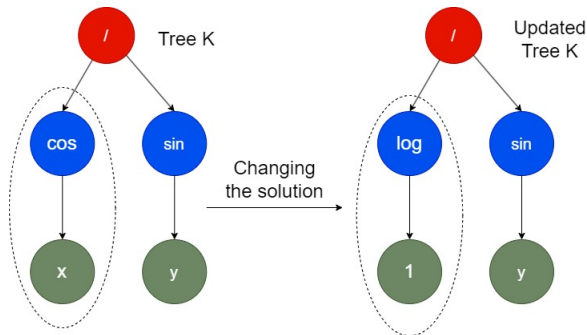 /
Tree K
cos
sin
x
y
Changing
the solution
/
Updated
Tree K
log
sin
1
y